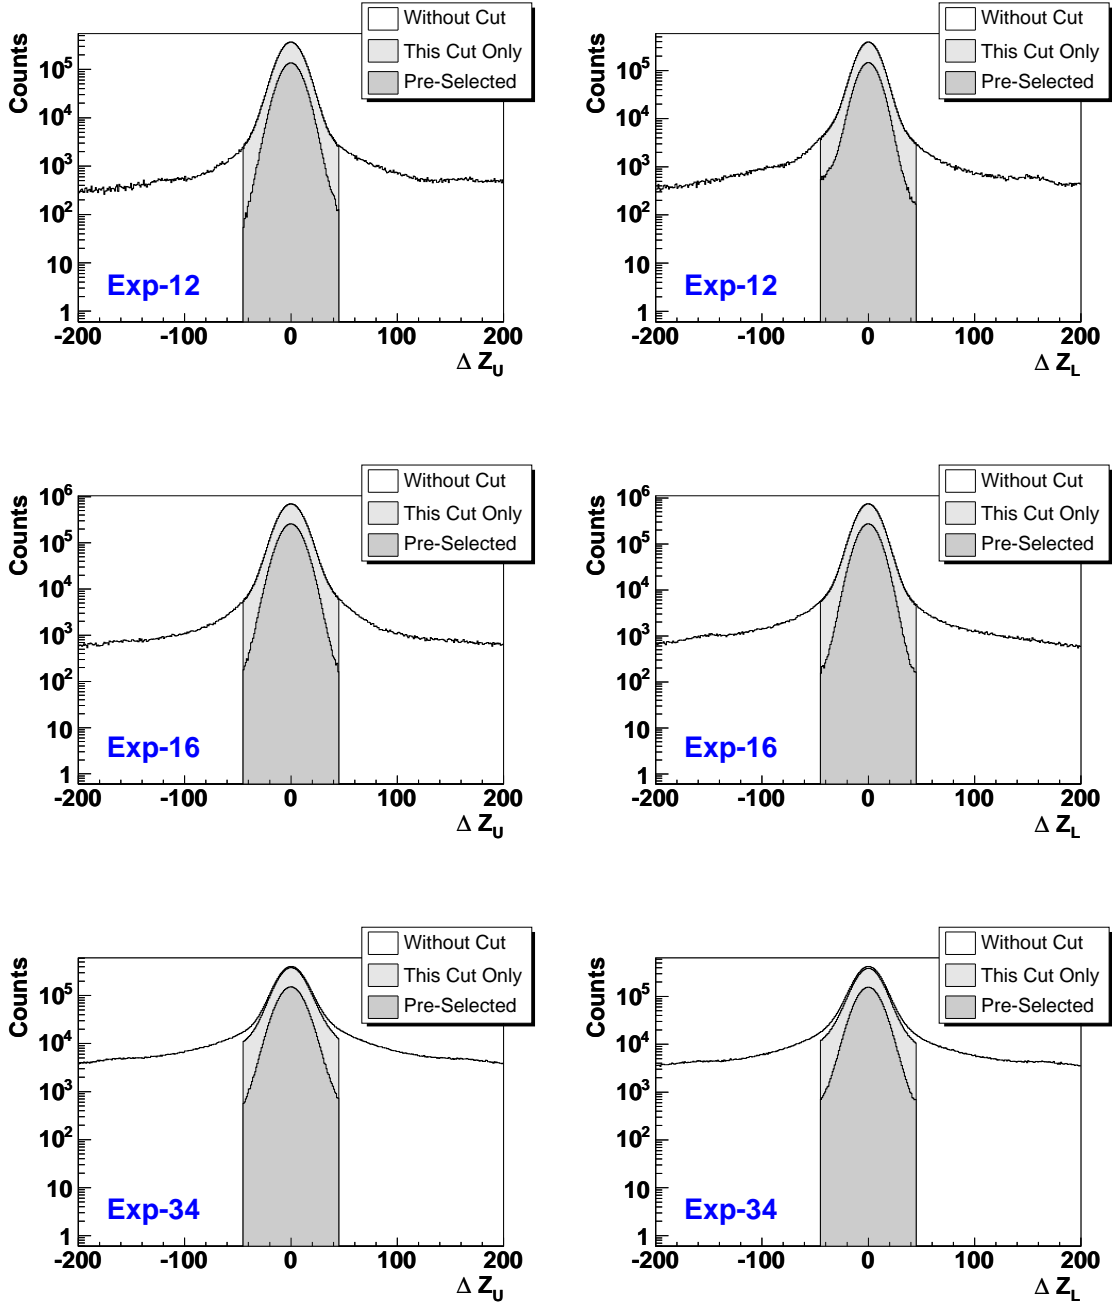 Without Cut
This Cut Only
Pre-Selected
Counts
10^5
10^4
10^3
10^2
10
1
-200 -100 0 100 200
Δ Z_U
Exp-12
Without Cut
This Cut Only
Pre-Selected
Counts
10^5
10^4
10^3
10^2
10
1
-200 -100 0 100 200
Δ Z_L
Exp-12
Without Cut
This Cut Only
Pre-Selected
Counts
10^6
10^5
10^4
10^3
10^2
10
1
-200 -100 0 100 200
Δ Z_U
Exp-16
Without Cut
This Cut Only
Pre-Selected
Counts
10^6
10^5
10^4
10^3
10^2
10
1
-200 -100 0 100 200
Δ Z_L
Exp-16
Without Cut
This Cut Only
Pre-Selected
Counts
10^5
10^4
10^3
10^2
10
1
-200 -100 0 100 200
Δ Z_U
Exp-34
Without Cut
This Cut Only
Pre-Selected
Counts
10^5
10^4
10^3
10^2
10
1
-200 -100 0 100 200
Δ Z_L
Exp-34